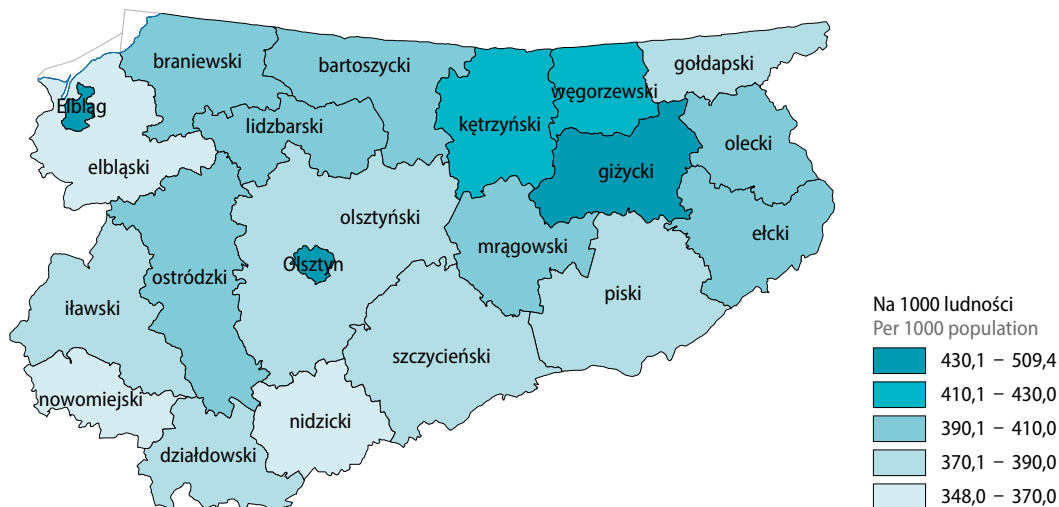 braniewski
bartoszycki
gołdapski
węgorzewski
Elbląg
lidzbarski
kętrzyński
olecki
elbląski
giżycki
olsztyński
ełcki
mrągowski
Olsztyn
ostródzki
piski
iławski
szczycieński
nowomiejski
nidzicki
działdowski
Na 1000 ludności
Per 1000 population
430,1 – 509,4
410,1 – 430,0
390,1 – 410,0
370,1 – 390,0
348,0 – 370,0